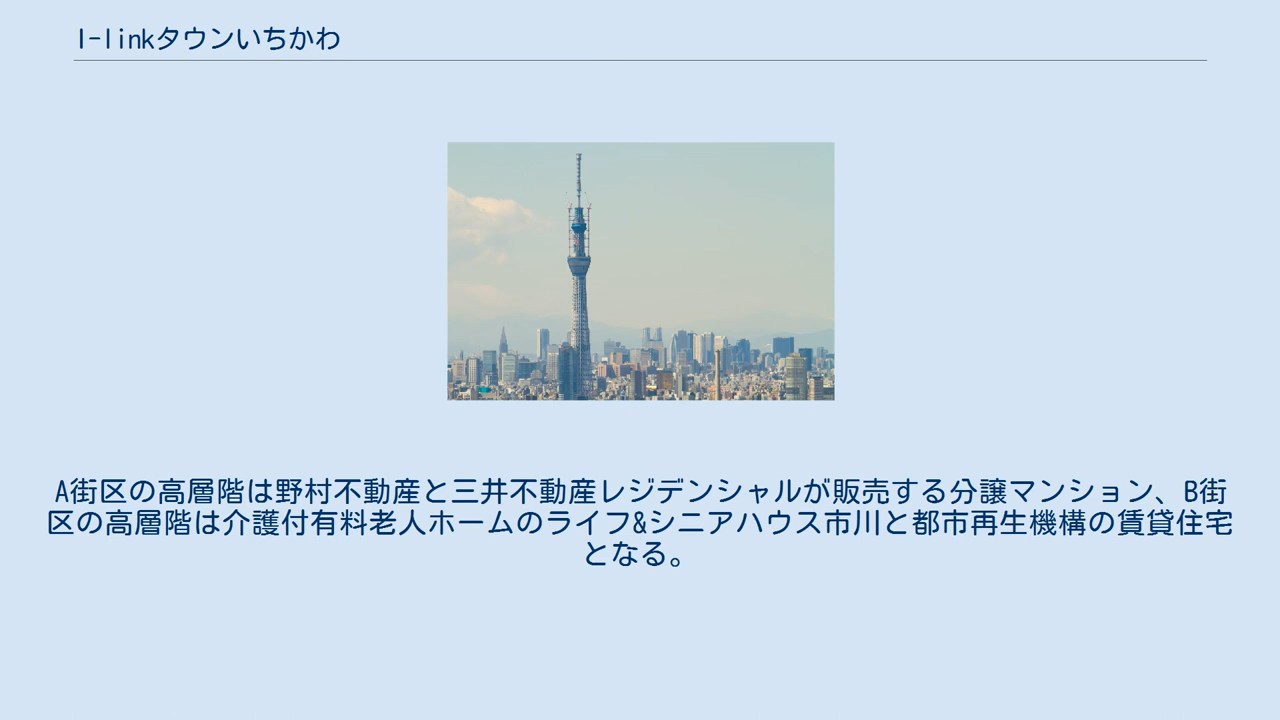 I-linkタウンいちかわ
A街区の高層階は野村不動産と三井不動産レジデンシャルが販売する分譲マンション、B街
区の高層階は介護付有料老人ホームのライフ&シニアハウス市川と都市再生機構の賃貸住宅
となる。